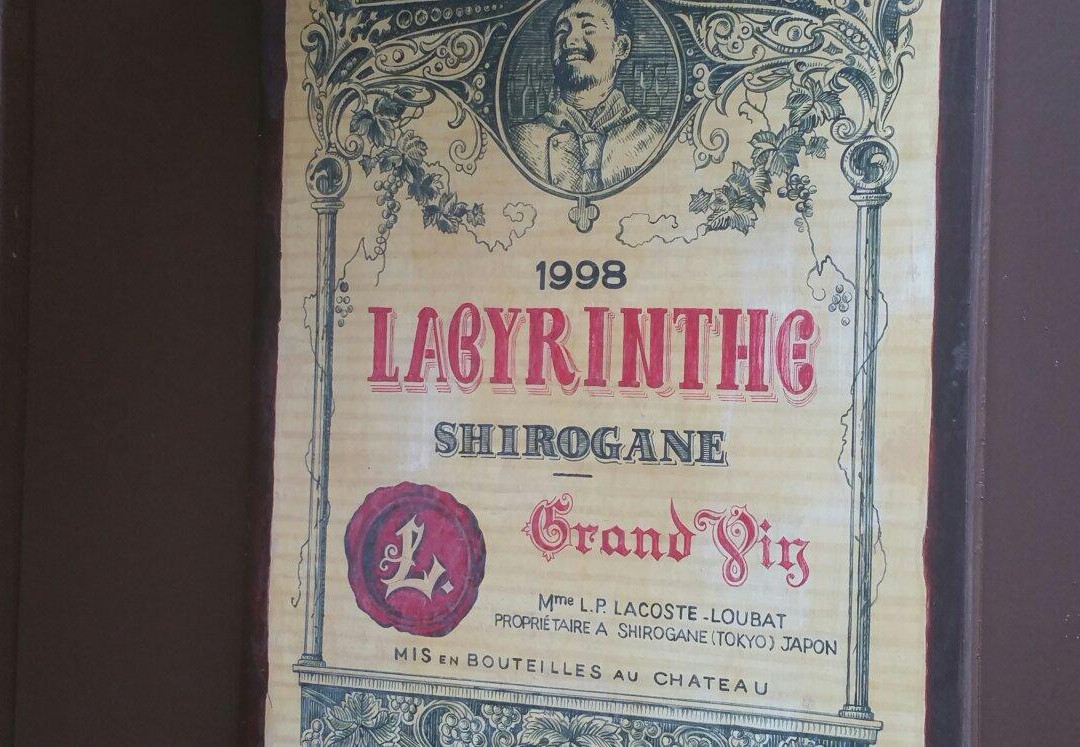 1998
LABYRINTHE
SHIROGANE
Grand Vin
L.
Mme L.P. LACOSTE-LOUBAT
PROPRIÉTAIRE A SHIROGANE (TOKYO) JAPON
MIS EN BOUTEILLES AU CHATEAU